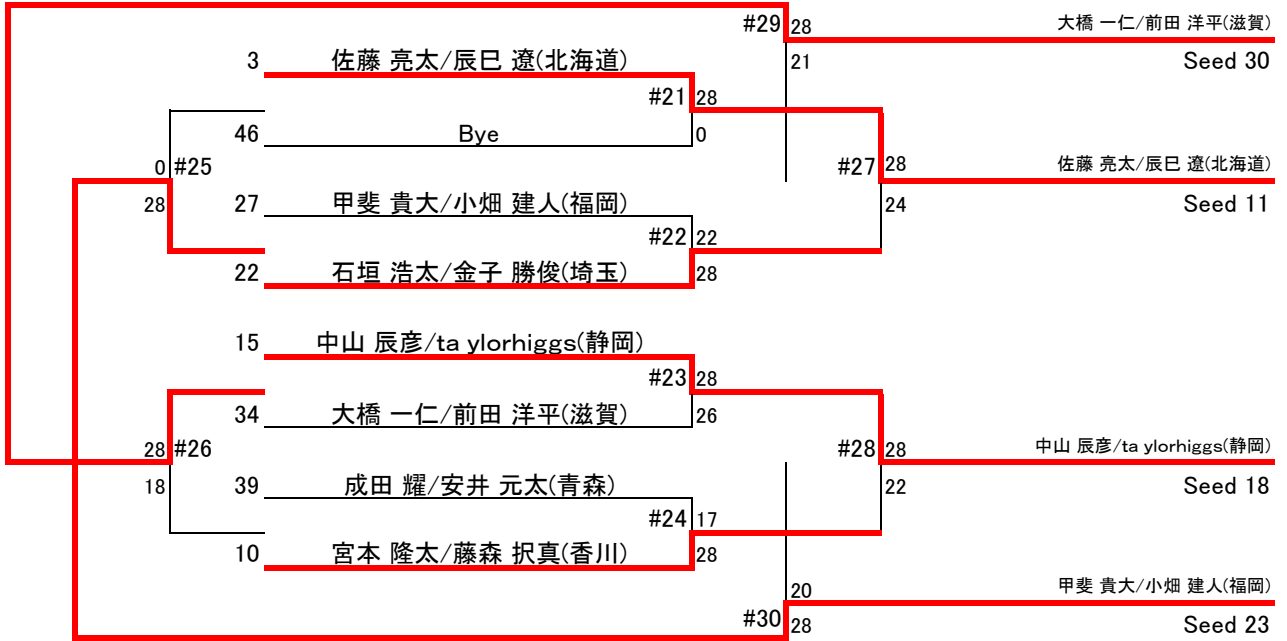 #29 28 大橋 一仁/前田 洋平(滋賀)
3 佐藤 亮太/辰巳 遼(北海道) 21 Seed 30
#21 28
46 Bye 0
0 #25 #27 28 佐藤 亮太/辰巳 遼(北海道)
28 27 甲斐 貴大/小畑 建人(福岡) 24 Seed 11
#22 22
22 石垣 浩太/金子 勝俊(埼玉) 28
15 中山 辰彦/ta ylorhiggs(静岡)
#23 28
34 大橋 一仁/前田 洋平(滋賀) 26
28 #26 #28 28 中山 辰彦/ta ylorhiggs(静岡)
18 39 成田 耀/安井 元太(青森) 22 Seed 18
#24 17
10 宮本 隆太/藤森 択真(香川) 28
20 甲斐 貴大/小畑 建人(福岡)
#30 28 Seed 23